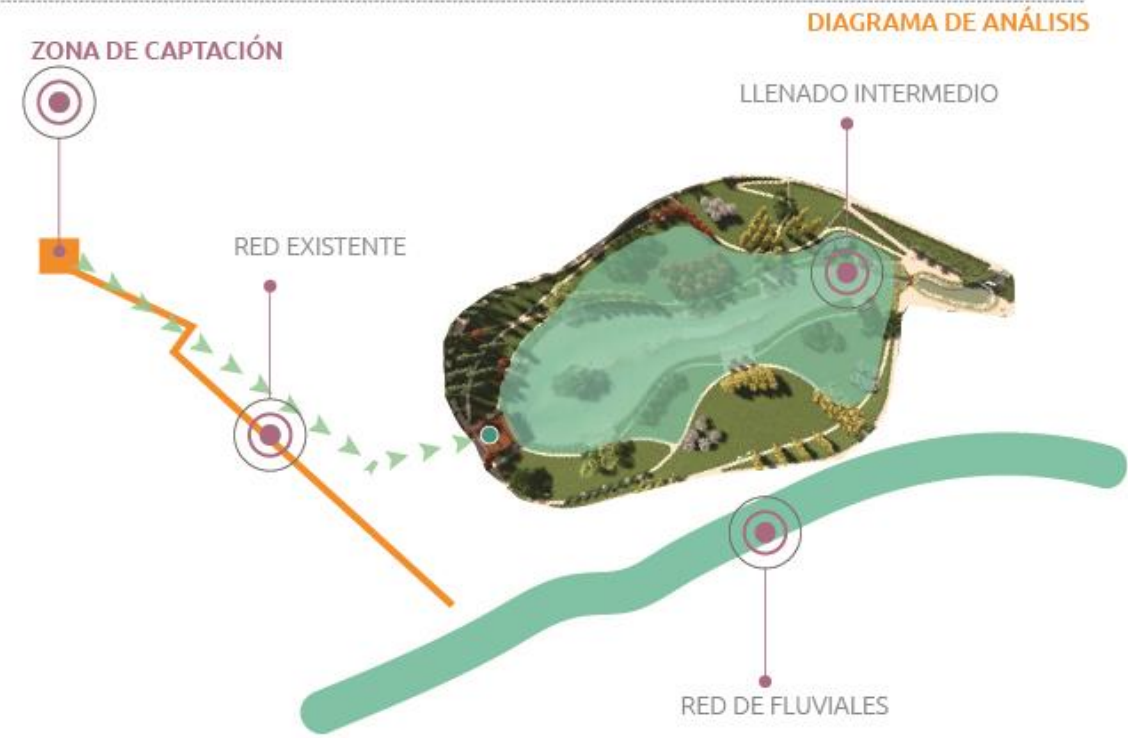 DIAGRAMA DE ANÁLISIS
ZONA DE CAPTACIÓN
LLENADO INTERMEDIO
RED EXISTENTE
RED DE FLUVIALES